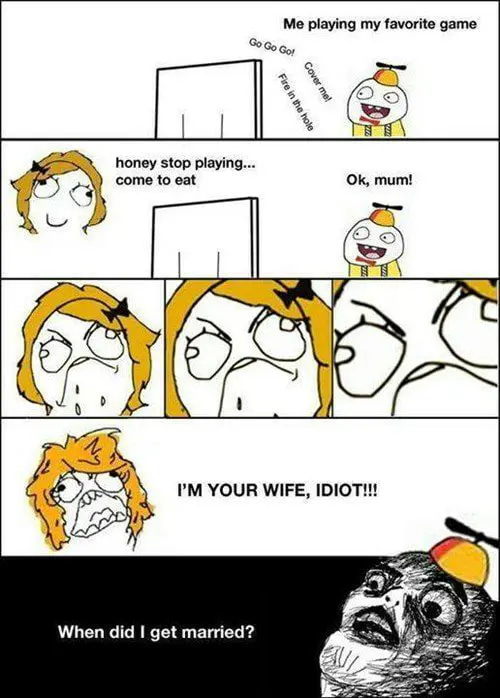 Me playing my favorite game
Go Go Go!
Cover me!
Fire in the hole
honey stop playing...
come to eat
Ok, mum!
I'M YOUR WIFE, IDIOT!!!
When did I get married?